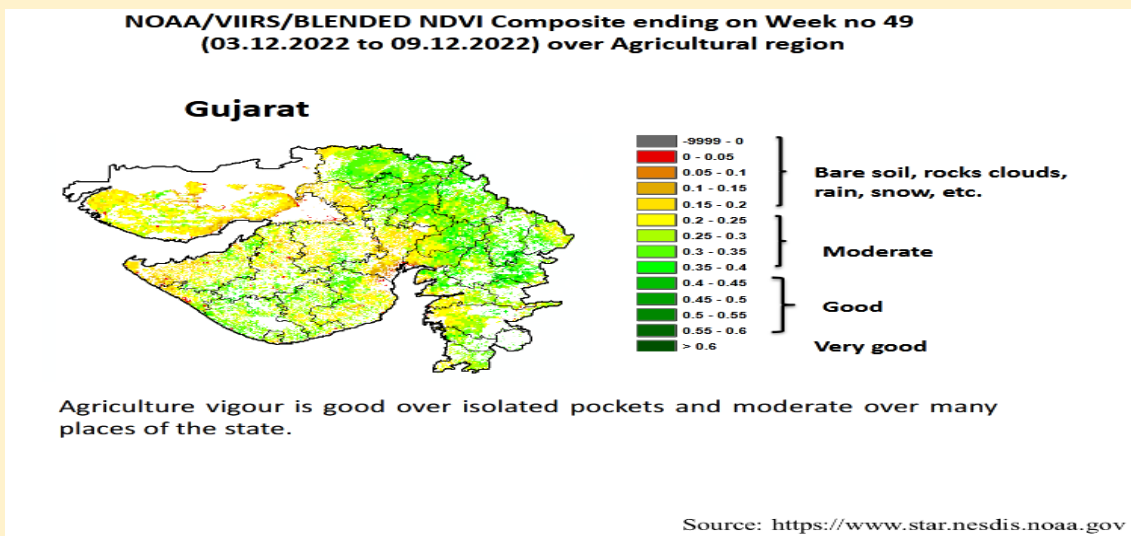 NOAA/VIIRS/BLENDED NDVI Composite ending on Week no 49
(03.12.2022 to 09.12.2022) over Agricultural region
Gujarat
-9999 - 0
0 - 0.05
0.05 - 0.1
0.1 - 0.15
0.15 - 0.2
0.2 - 0.25
0.25 - 0.3
0.3 - 0.35
0.35 - 0.4
0.4 - 0.45
0.45 - 0.5
0.5 - 0.55
0.55 - 0.6
> 0.6
Bare soil, rocks clouds,
rain, snow, etc.
Moderate
Good
Very good
Agriculture vigour is good over isolated pockets and moderate over many
places of the state.
Source: https://www.star.nesdis.noaa.gov